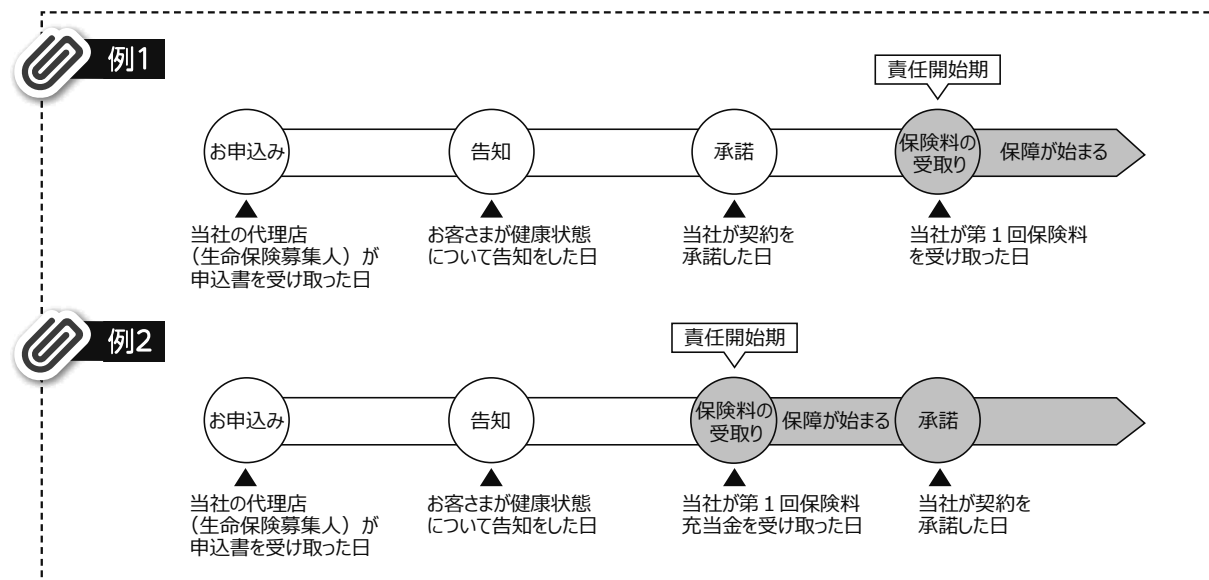 例1
責任開始期
お申込み
告知
承諾
保険料の
受取り
保障が始まる
当社の代理店
（生命保険募集人）が
申込書を受け取った日
お客さまが健康状態
について告知をした日
当社が契約を
承諾した日
当社が第１回保険料
を受け取った日
例2
責任開始期
お申込み
告知
保険料の
受取り
保障が始まる
承諾
当社の代理店
（生命保険募集人）が
申込書を受け取った日
お客さまが健康状態
について告知をした日
当社が第１回保険料
充当金を受け取った日
当社が契約を
承諾した日